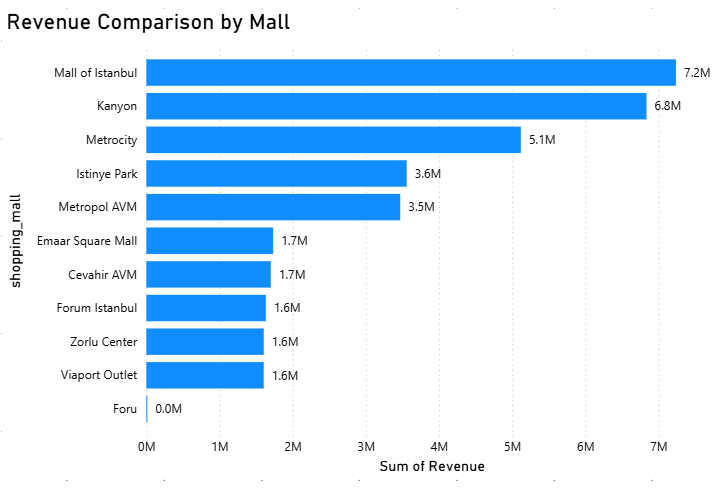 Revenue Comparison by Mall
shopping_mall
Mall of Istanbul 7.2M
Kanyon 6.8M
Metrocity 5.1M
Istinye Park 3.6M
Metropol AVM 3.5M
Emaar Square Mall 1.7M
Cevahir AVM 1.7M
Forum Istanbul 1.6M
Zorlu Center 1.6M
Viaport Outlet 1.6M
Foru 0.0M
0M 1M 2M 3M 4M 5M 6M 7M
Sum of Revenue